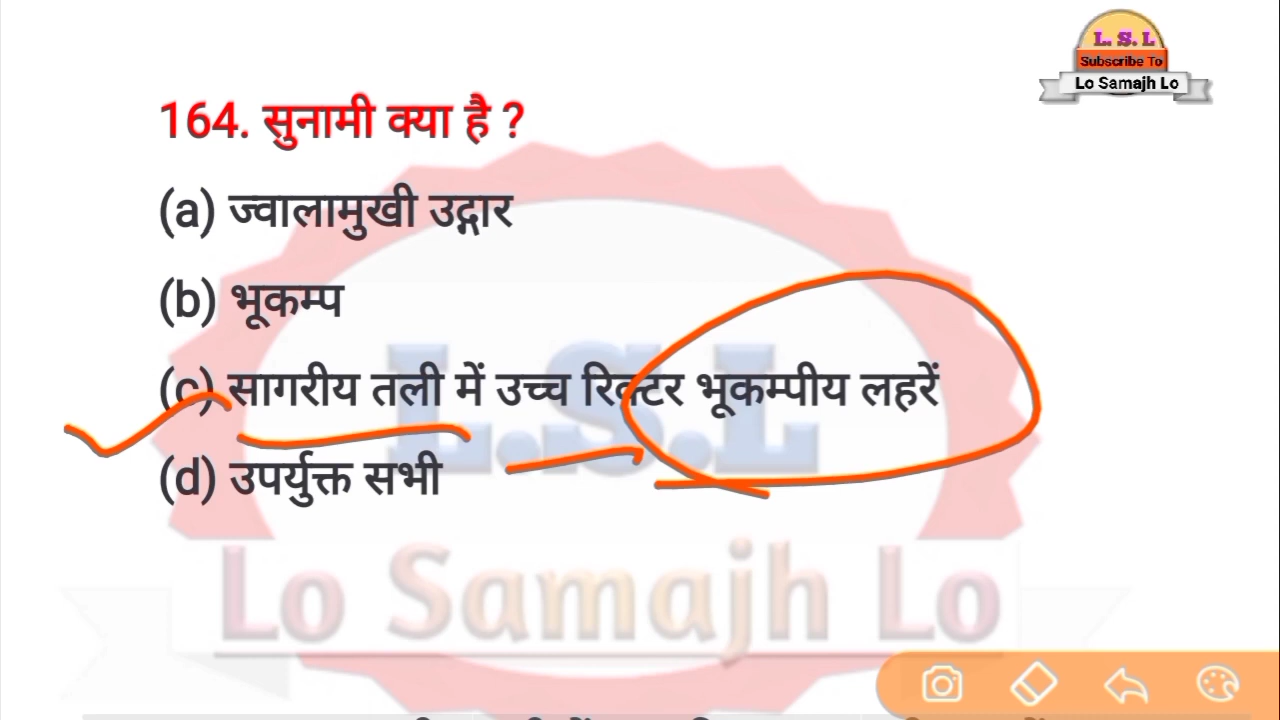 L. S. L
Subscribe To
Lo Samajh Lo
164. सुनामी क्या है ?
(a) ज्वालामुखी उद्गार
(b) भूकम्प
(c) सागरीय तली में उच्च रिक्टर भूकम्पीय लहरें
(d) उपर्युक्त सभी
L.S.L
Lo Samajh Lo